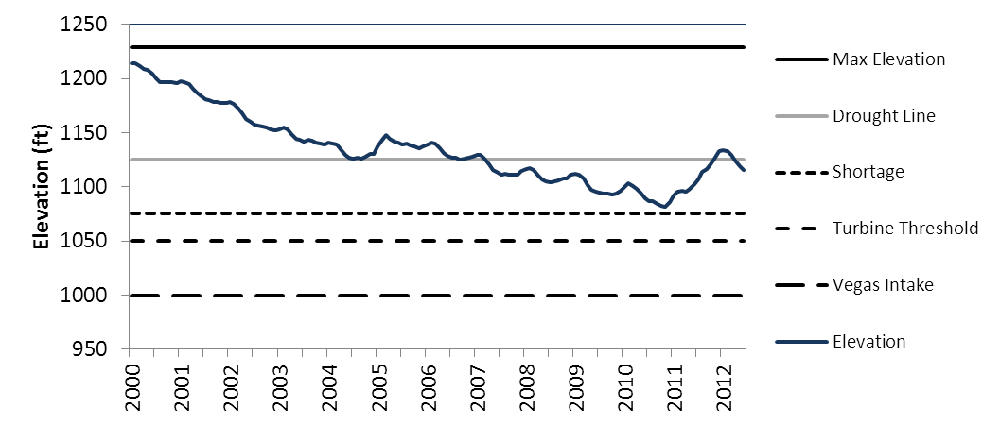 Elevation (ft)
1250
1200
1150
1100
1050
1000
950
2000
2001
2002
2003
2004
2005
2006
2007
2008
2009
2010
2011
2012
Max Elevation
Drought Line
Shortage
Turbine Threshold
Vegas Intake
Elevation